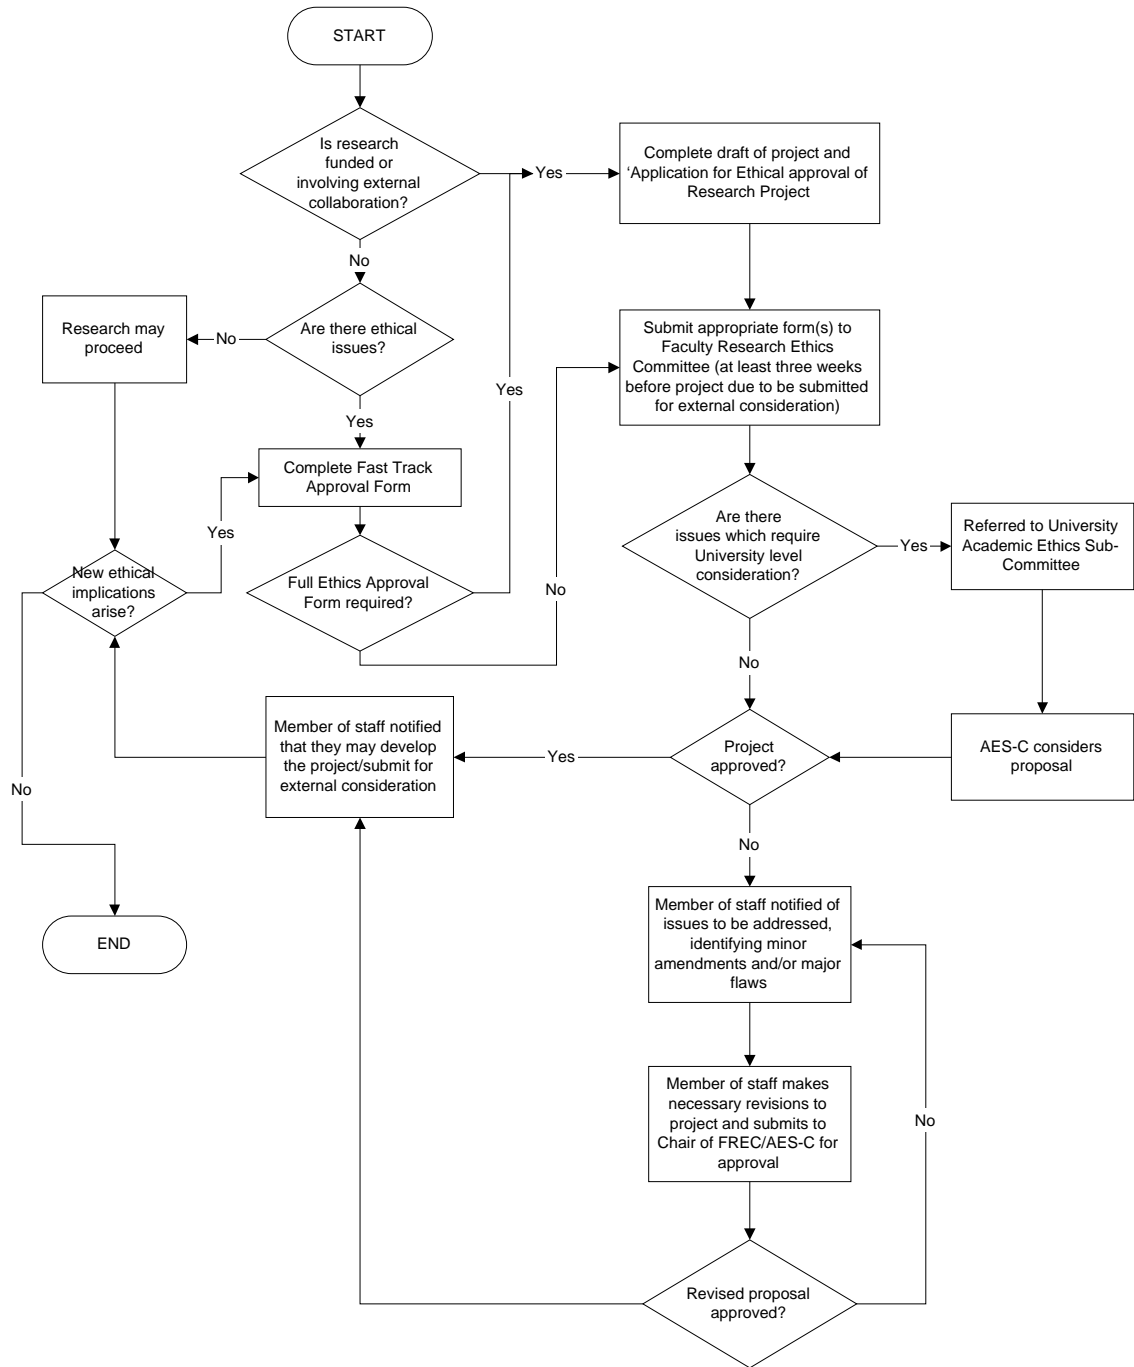 START
Is research
funded or
involving external
collaboration?
Yes
Complete draft of project and
‘Application for Ethical approval of
Research Project
No
Research may
proceed
No
Are there ethical
issues?
Submit appropriate form(s) to
Faculty Research Ethics
Committee (at least three weeks
before project due to be submitted
for external consideration)
Yes
Yes
Complete Fast Track
Approval Form
Yes
Are there
issues which require
University level
consideration?
Yes
Referred to University
Academic Ethics Sub-
Committee
New ethical
implications
arise?
Full Ethics Approval
Form required?
No
No
Member of staff notified
that they may develop
the project/submit for
external consideration
Yes
Project
approved?
AES-C considers
proposal
No
No
Member of staff notified of
issues to be addressed,
identifying minor
amendments and/or major
flaws
END
Member of staff makes
necessary revisions to
project and submits to
Chair of FREC/AES-C for
approval
No
Revised proposal
approved?